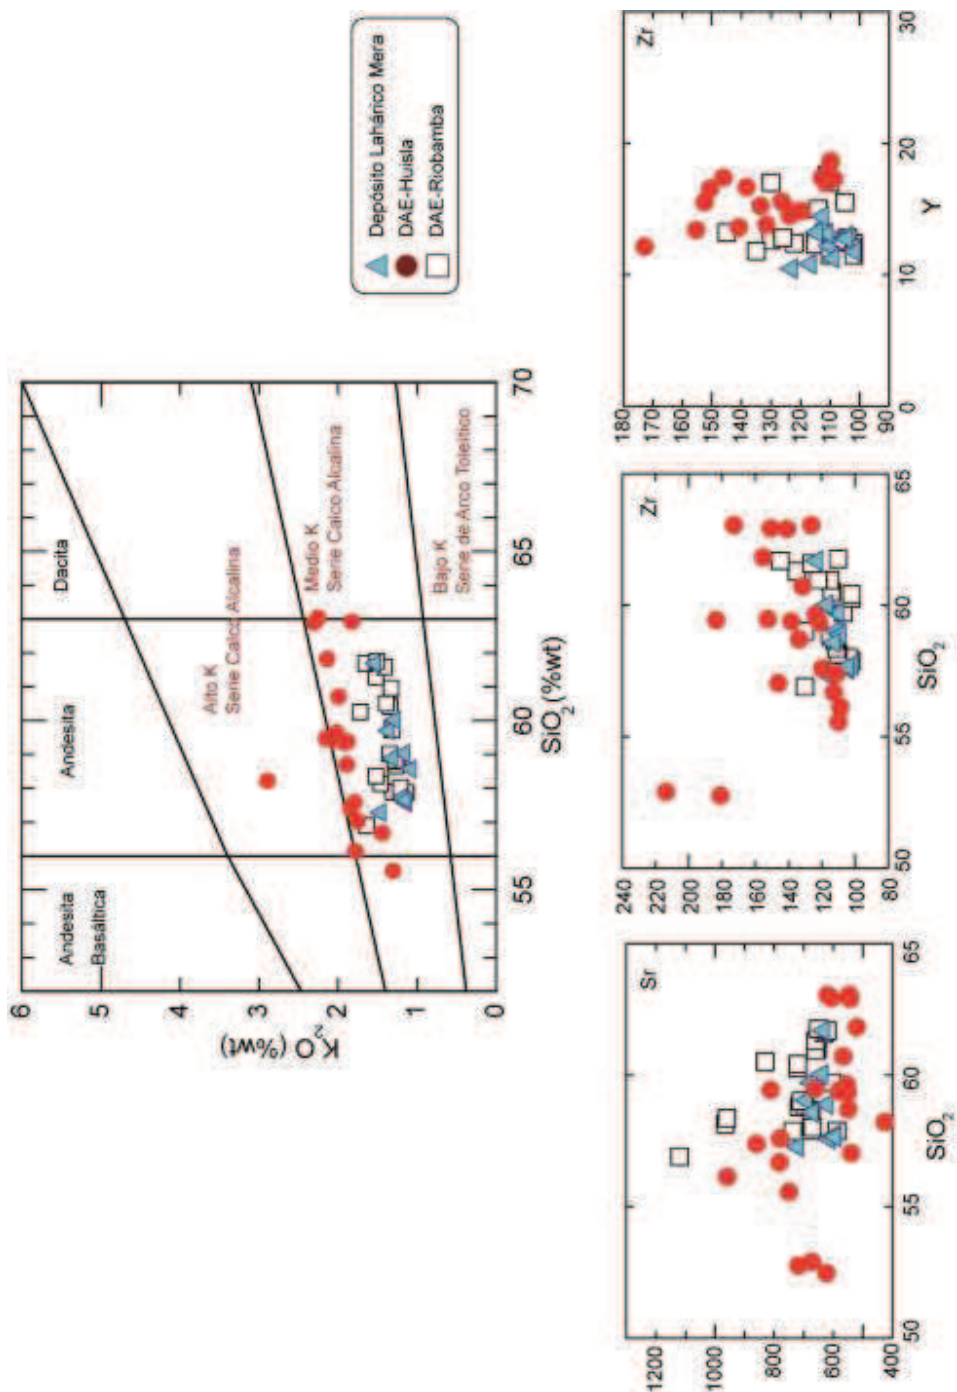 Depósito Lahárico Mera
DAE-Huisla
DAE-Riobamba
Andesita
Basáltica
Andesita
Dacita
Alto K
Serie Calco Alcalina
Medio K
Serie Calco Alcalina
Bajo K
Serie de Arco Toleítico
K₂O (%wt)
6
5
4
3
2
1
0
55
60
65
70
SiO₂ (%wt)
Sr
1200
1000
800
600
400
50
55
60
65
SiO₂
Zr
240
220
200
180
160
140
120
100
80
50
55
60
65
SiO₂
Zr
180
170
160
150
140
130
120
110
100
90
0
10
20
30
Y